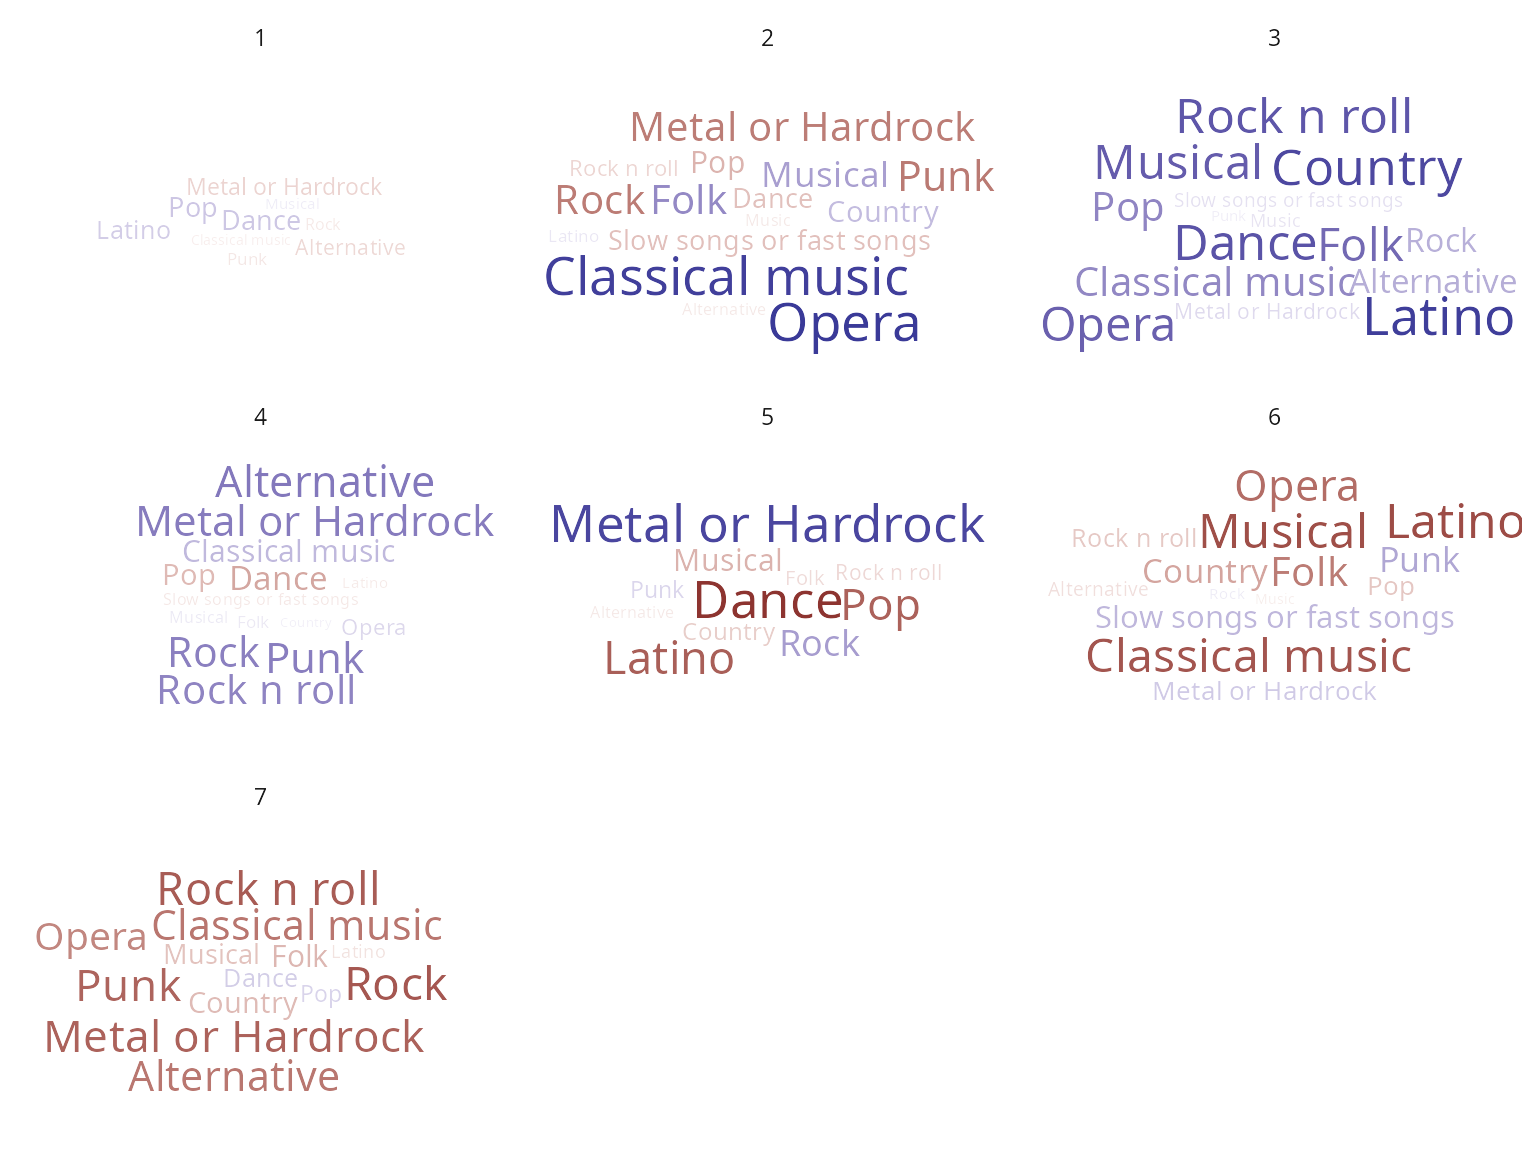 1
Metal or Hardrock
Musical
Pop
Dance
Rock
Latino
Classical music
Alternative
Punk
2
Metal or Hardrock
Rock n roll
Pop
Musical
Punk
Rock
Folk
Dance
Country
Music
Latino
Slow songs or fast songs
Classical music
Alternative
Opera
3
Rock n roll
Musical
Country
Pop
Slow songs or fast songs
Punk
Music
Dance
Folk
Rock
Classical music
Alternative
Opera
Metal or Hardrock
Latino
4
Alternative
Metal or Hardrock
Classical music
Pop
Dance
Latino
Slow songs or fast songs
Musical
Folk
Country
Opera
Rock
Punk
Rock n roll
5
Metal or Hardrock
Musical
Folk
Rock n roll
Punk
Dance
Pop
Alternative
Country
Rock
Latino
6
Opera
Latino
Rock n roll
Musical
Punk
Country
Folk
Pop
Alternative
Rock
Music
Slow songs or fast songs
Classical music
Metal or Hardrock
7
Rock n roll
Classical music
Opera
Musical
Folk
Latino
Punk
Dance
Rock
Country
Pop
Metal or Hardrock
Alternative